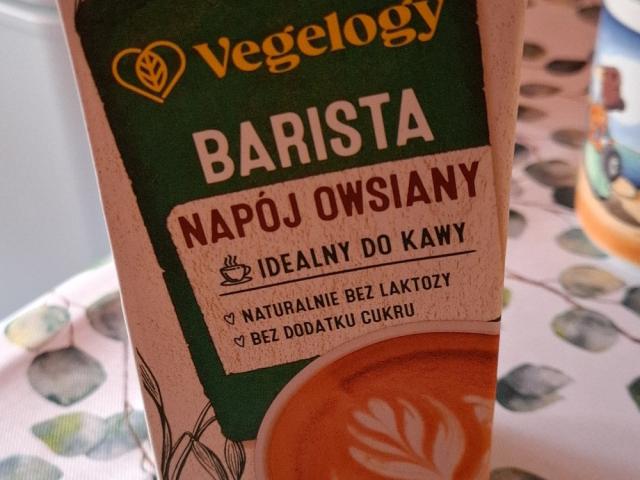 Vegelogy
BARISTA
NAPÓJ OWSIANY
IDEALNY DO KAWY
NATURALNIE BEZ LAKTOZY
BEZ DODATKU CUKRU